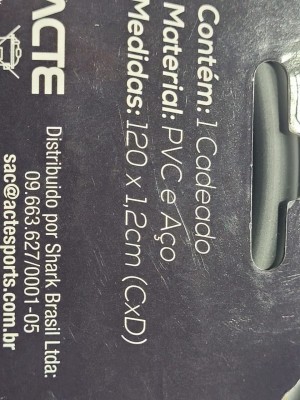 Contém: 1 Cadeado
Material: PVC e Aço
Medidas: 120 x 1,2cm (CxD)
ACTE
Distribuido por Shark Brasil Ltda:
09.663.627/0001-05
sac@actesports.com.br